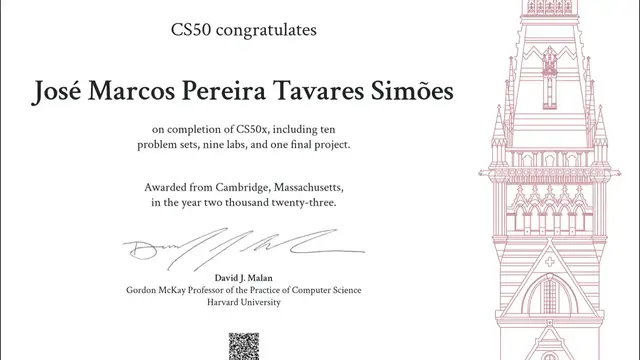 CS50 congratulates
José Marcos Pereira Tavares Simões
on completion of CS50x, including ten
problem sets, nine labs, and one final project.
Awarded from Cambridge, Massachusetts,
in the year two thousand twenty-three.
David J. Malan
Gordon McKay Professor of the Practice of Computer Science
Harvard University